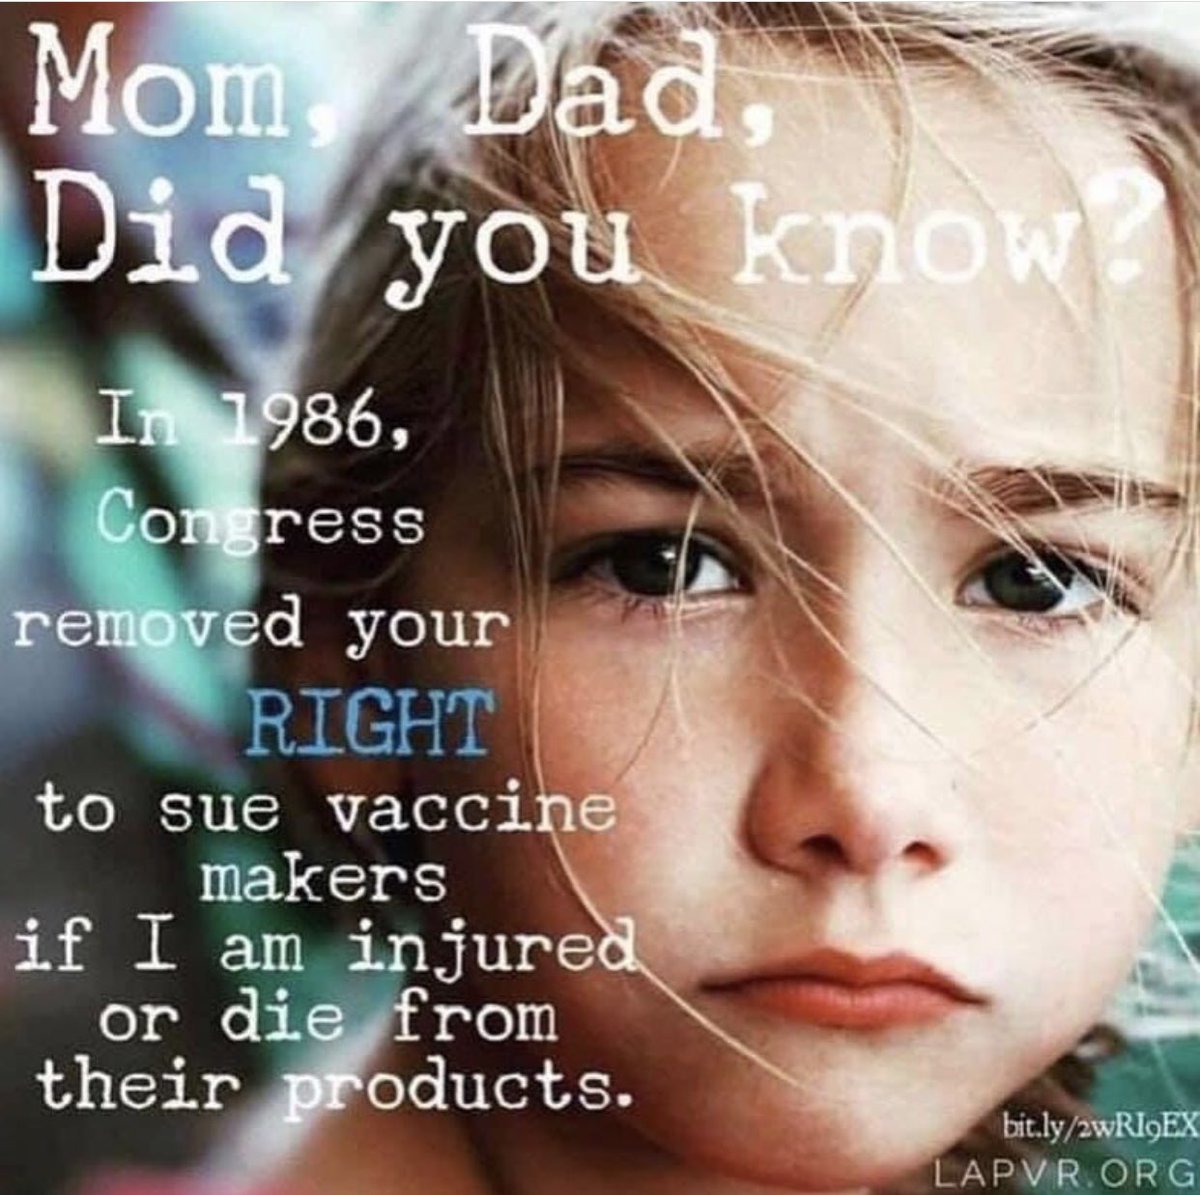 Mom, Dad,
Did you know?
In 1986,
Congress
removed your
RIGHT
to sue vaccine
makers
if I am injured
or die from
their products.
bit.ly/2wRI9EX
LAPVR.ORG